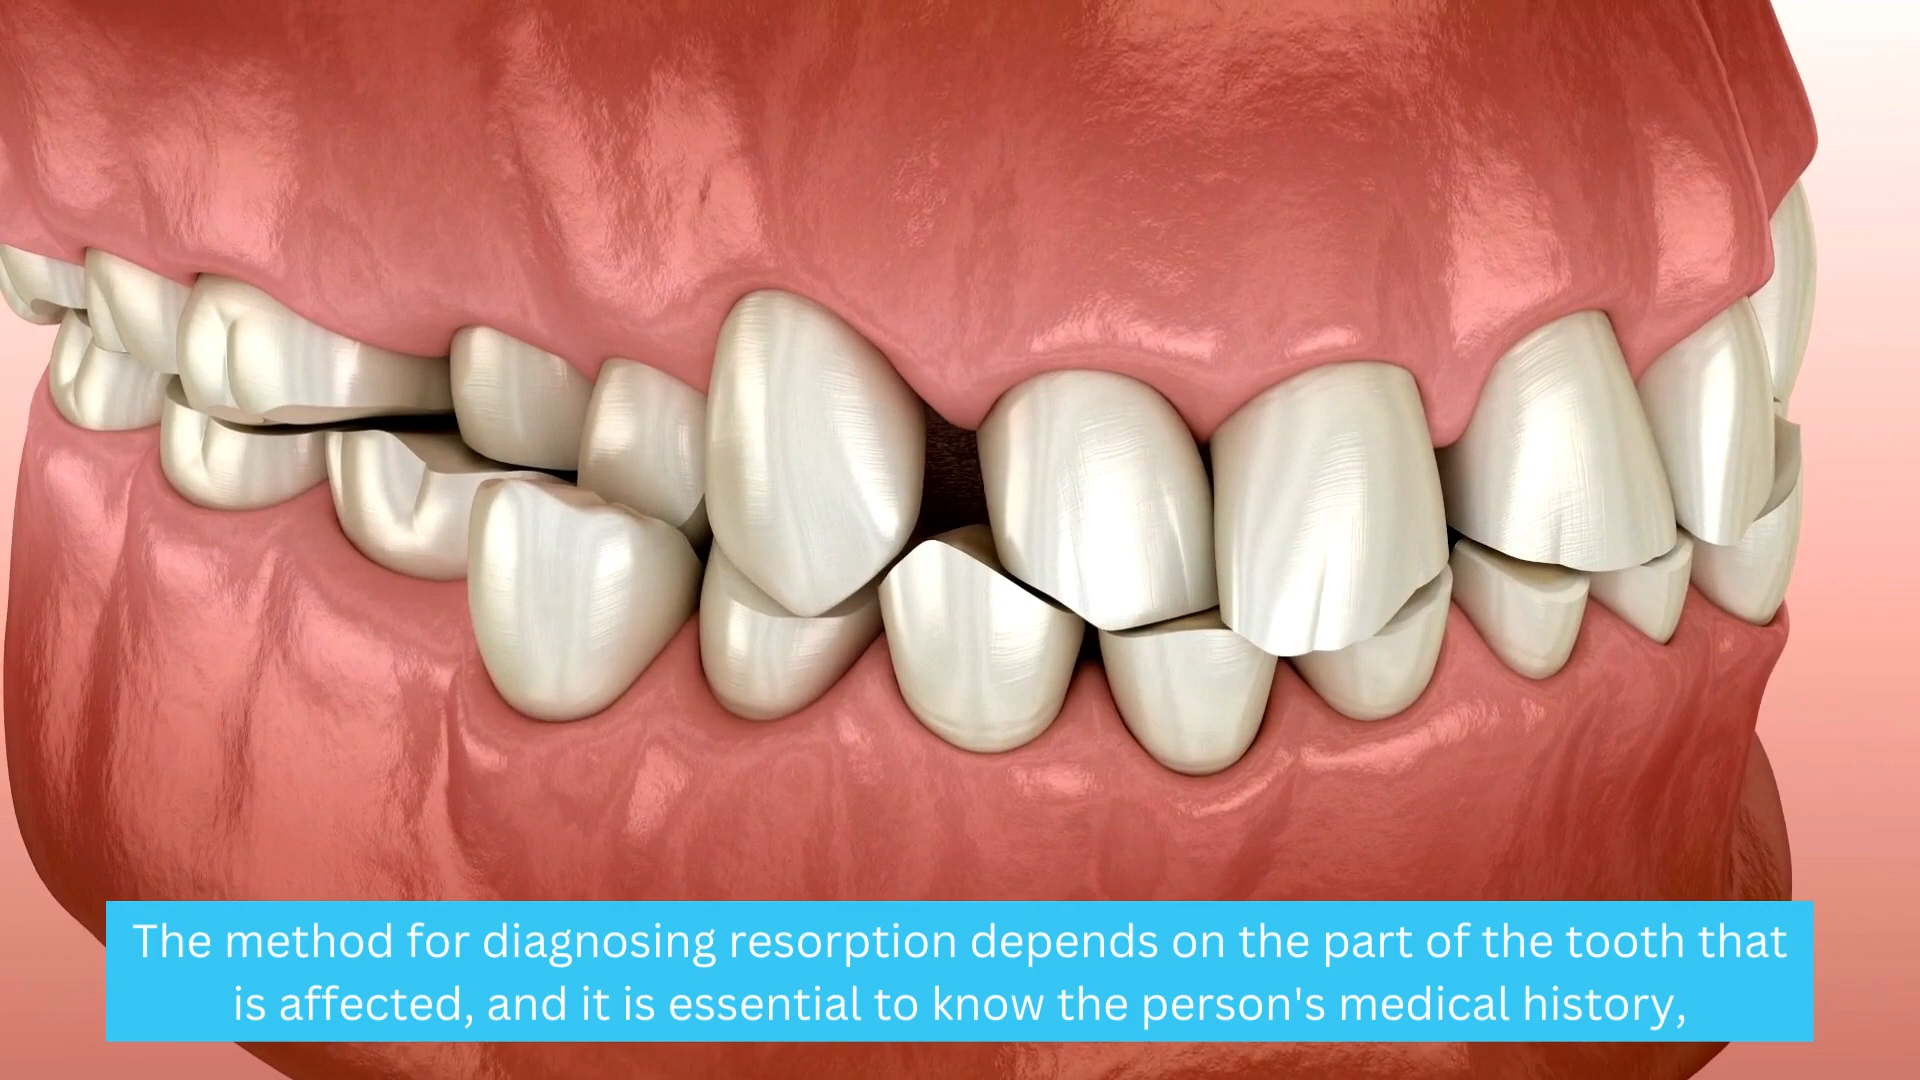 The method for diagnosing resorption depends on the part of the tooth that
is affected, and it is essential to know the person's medical history,